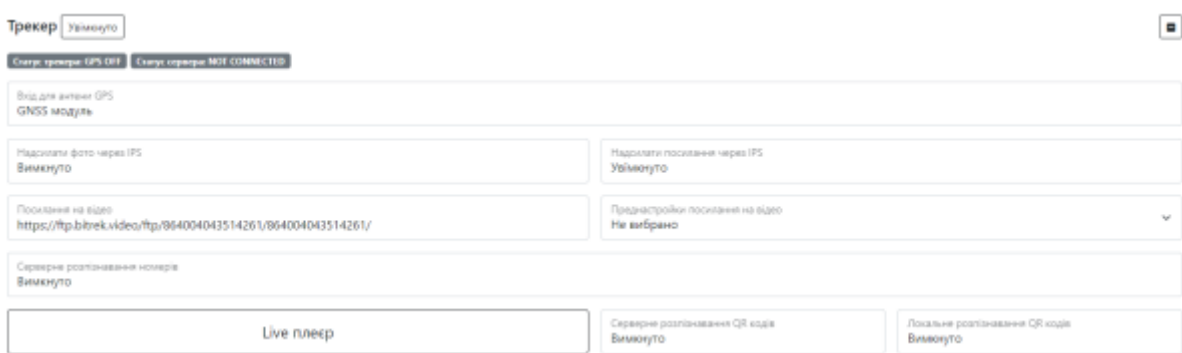 Трекер Увімкнуто
Статус трекера: GPS OFF Статус сервера: NOT CONNECTED
Вхід для антени GPS
GNSS модуль
Надсилати фото через IPS
Вимкнуто
Надсилати посилання через IPS
Увімкнуто
Посилання на відео
https://ftp.bitrek.video/ftp/864004043514261/864004043514261/
Преднастройки посилання на відео
Не вибрано
Серверне розпізнавання номерів
Вимкнуто
Live плеєр
Серверне розпізнавання QR кодів
Вимкнуто
Локальне розпізнавання QR кодів
Вимкнуто